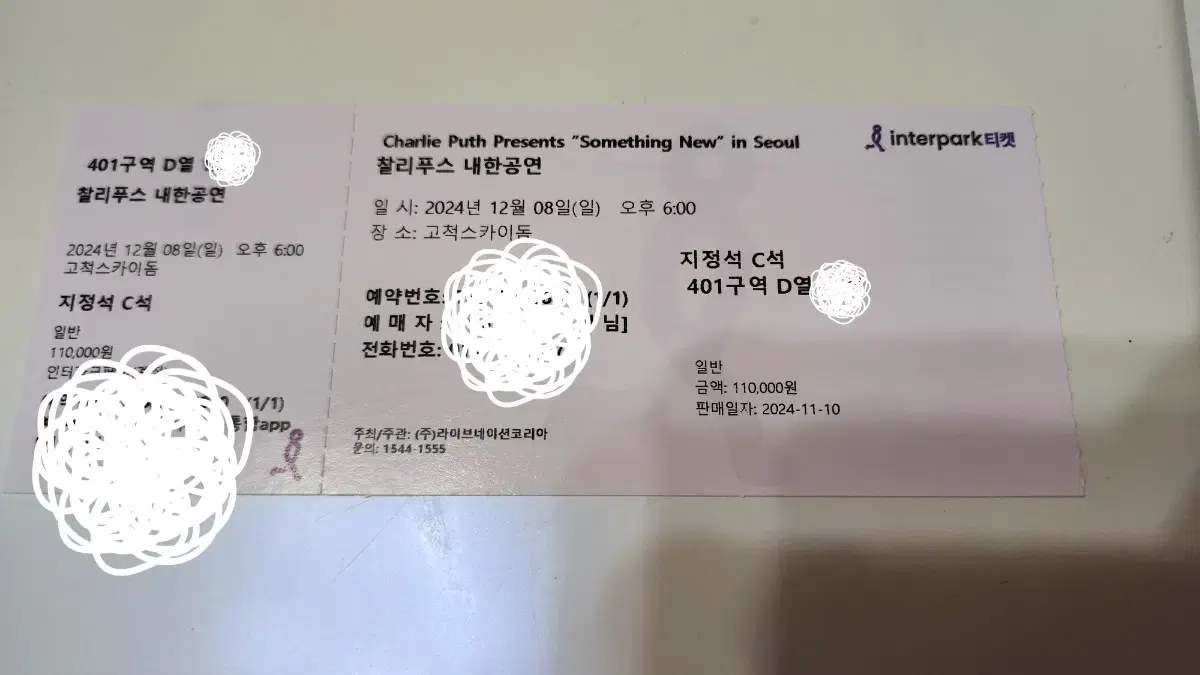 401구역 D열
찰리푸스 내한공연
2024년 12월 08일(일) 오후 6:00
고척스카이돔
지정석 C석
일반
110,000원
(1/1)
app
Charlie Puth Presents "Something New" in Seoul
찰리푸스 내한공연
일 시: 2024년 12월 08일(일) 오후 6:00
장 소: 고척스카이돔
예약번호: (1/1)
예 매 자 : 님]
전화번호:
주최/주관: (주)라이브네이션코리아
문의: 1544-1555
interpark티켓
지정석 C석
401구역 D열
일반
금액: 110,000원
판매일자: 2024-11-10